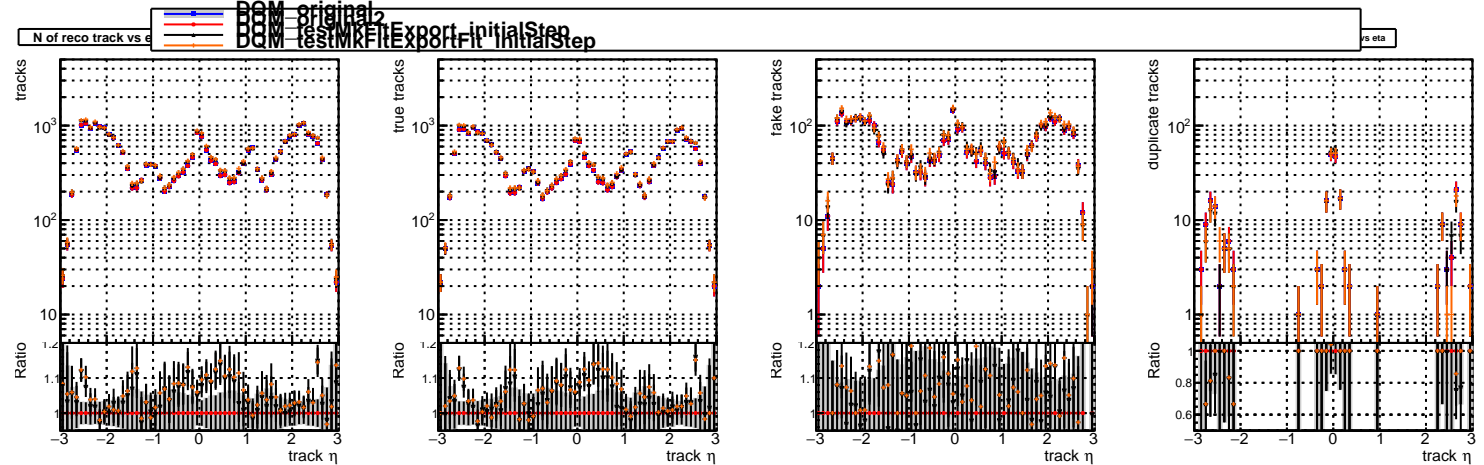 DQM_original
DQM_original2
DQM_testMkFitExport_initialStep
DQM_testMkFitExportFit_initialStep
N of reco track vs e
vs eta
tracks
10³
10²
10
Ratio
1.2
1.1
1
−3 −2 −1 0 1 2 3
track η
true tracks
10³
10²
10
Ratio
1.2
1.1
1
−3 −2 −1 0 1 2 3
track η
fake tracks
10²
10
1
Ratio
1.2
1.1
1
−3 −2 −1 0 1 2 3
track η
duplicate tracks
10²
10
1
Ratio
1
0.8
0.6
−3 −2 −1 0 1 2 3
track η